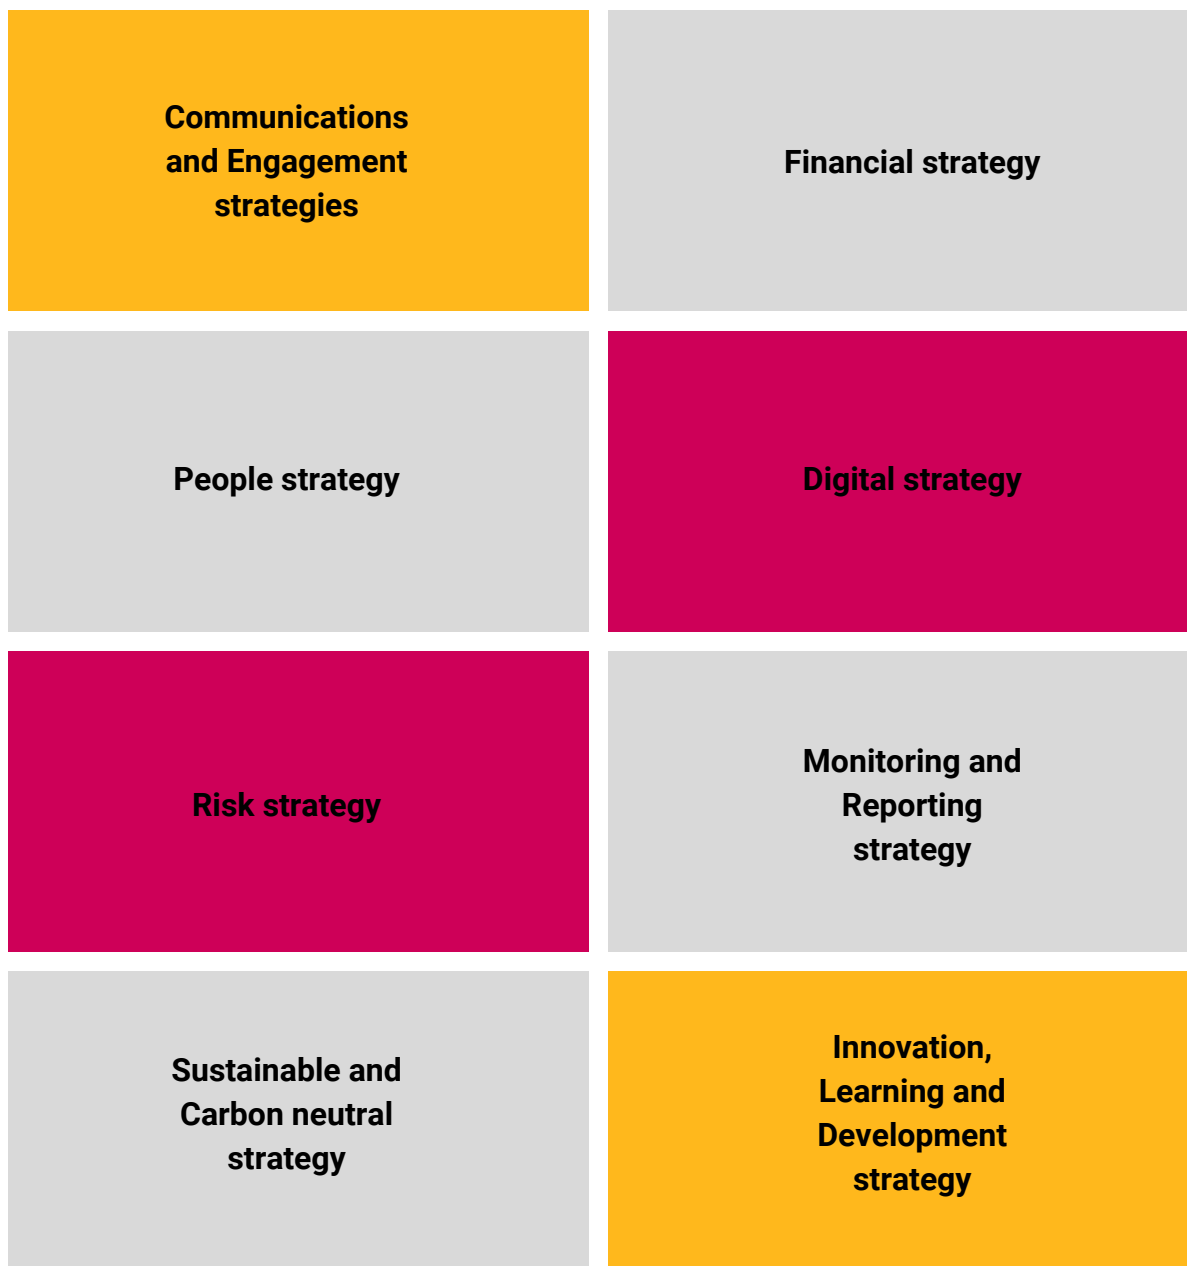 Communications
and Engagement
strategies
Financial strategy
People strategy
Digital strategy
Risk strategy
Monitoring and
Reporting
strategy
Sustainable and
Carbon neutral
strategy
Innovation,
Learning and
Development
strategy